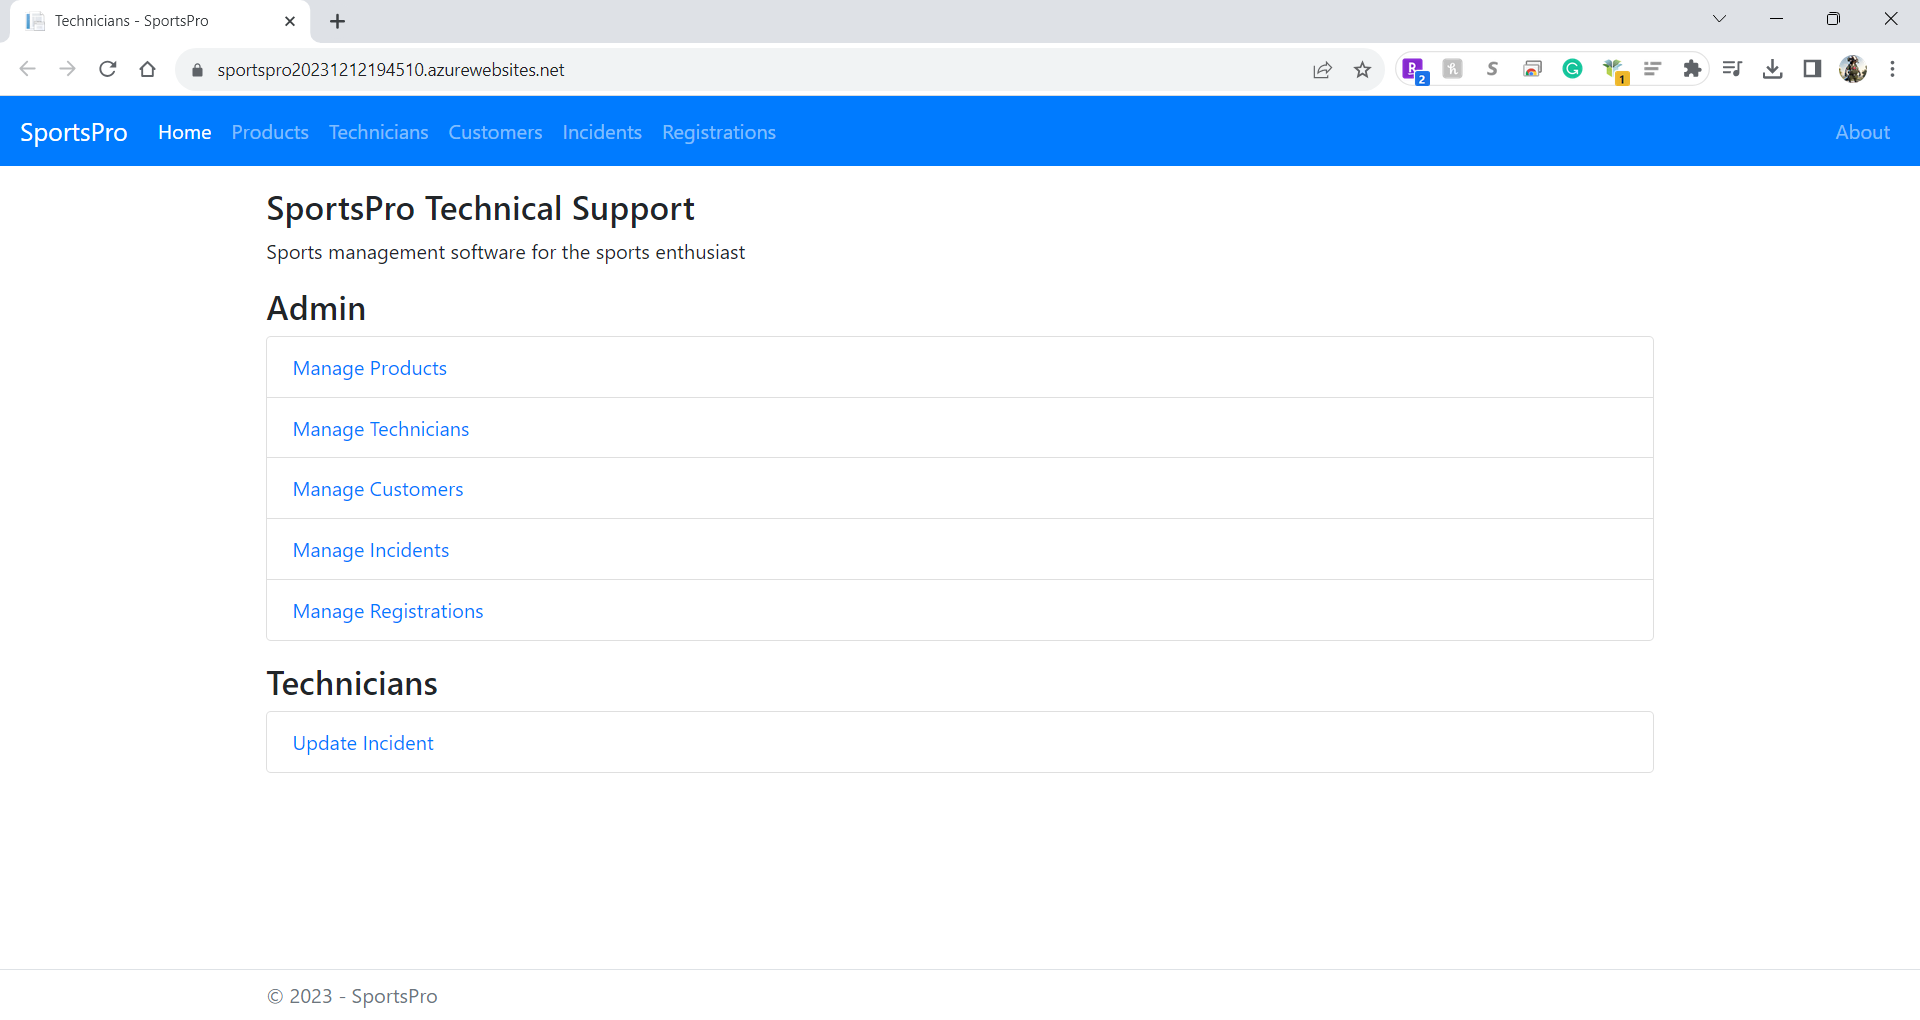 Technicians - SportsPro
sportspro20231212194510.azurewebsites.net
2
1
SportsPro Home Products Technicians Customers Incidents Registrations About
SportsPro Technical Support
Sports management software for the sports enthusiast
Admin
Manage Products
Manage Technicians
Manage Customers
Manage Incidents
Manage Registrations
Technicians
Update Incident
© 2023 - SportsPro